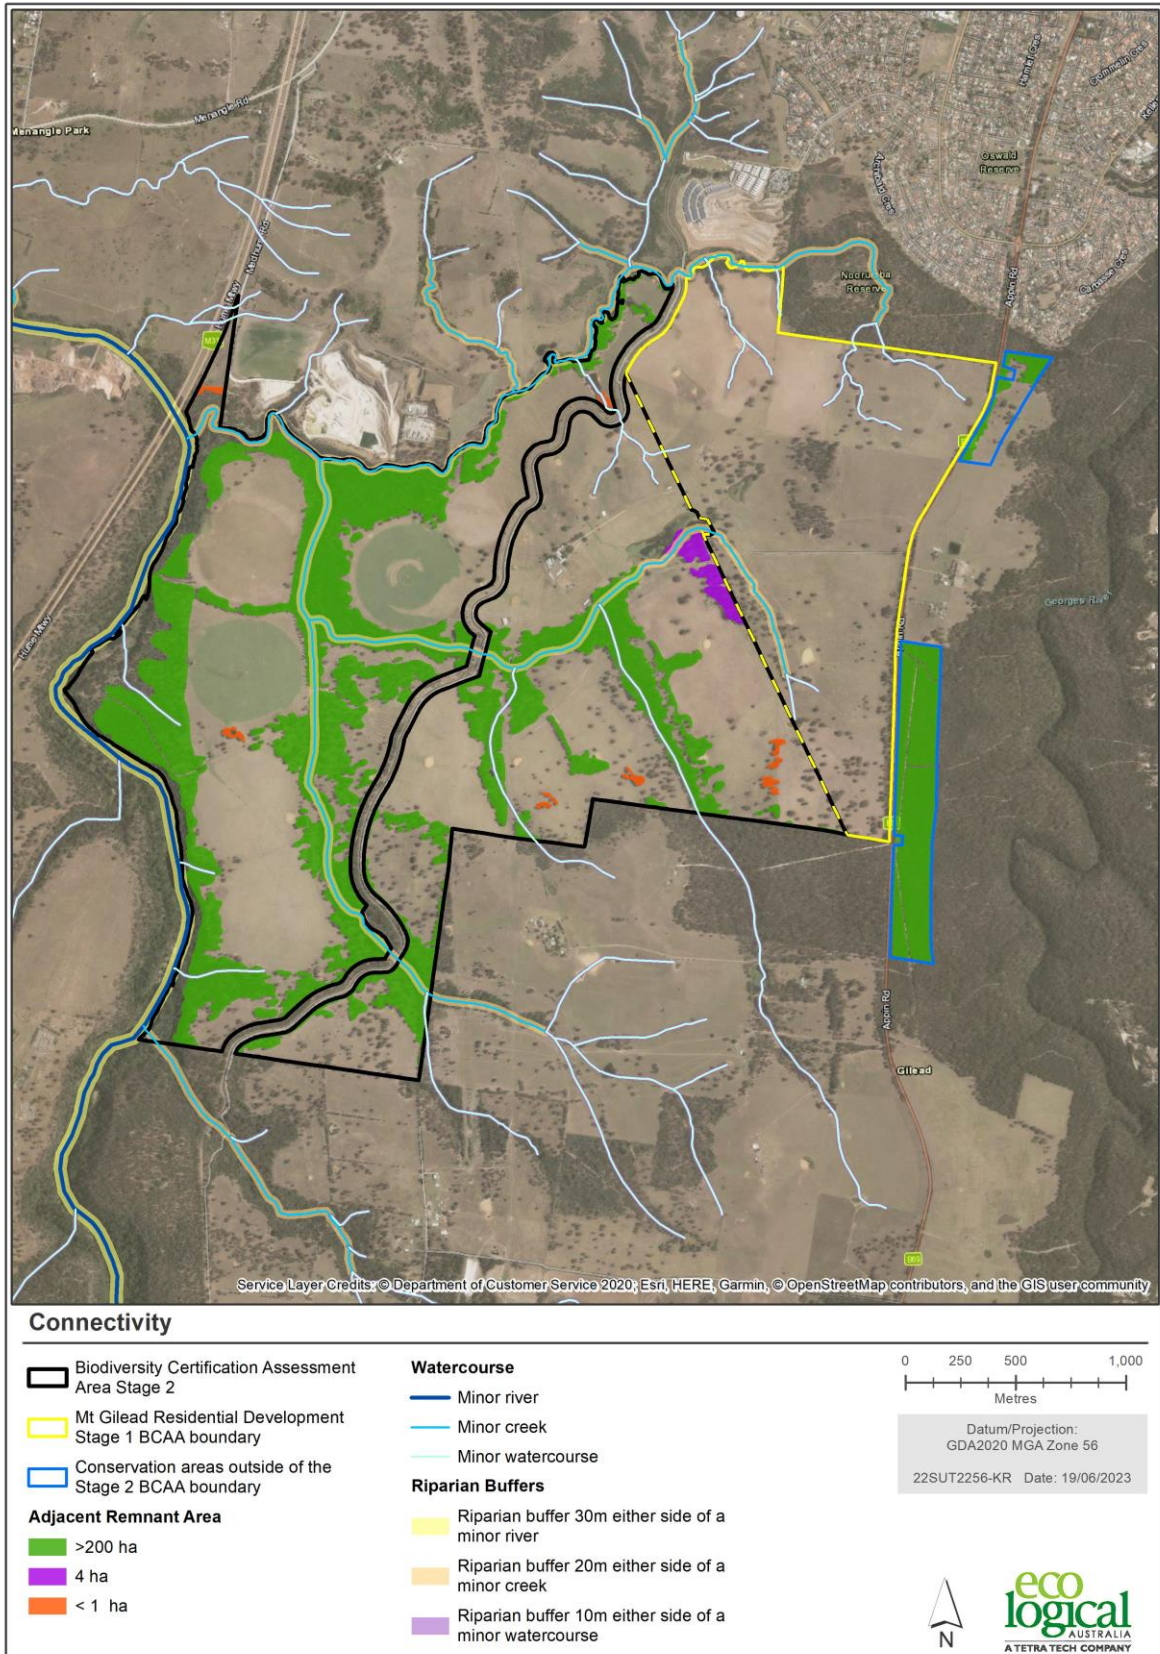 Menangle Park
Menangle Rd
Oswald
Reserve
Noorumba
Reserve
Appin Rd
Georges River
Hume Mtwy
Appin Rd
Gilead
B69
Service Layer Credits: © Department of Customer Service 2020, Esri, HERE, Garmin, © OpenStreetMap contributors, and the GIS user community
Connectivity
Biodiversity Certification Assessment
Area Stage 2
Mt Gilead Residential Development
Stage 1 BCAA boundary
Conservation areas outside of the
Stage 2 BCAA boundary
Adjacent Remnant Area
>200 ha
4 ha
< 1 ha
Watercourse
Minor river
Minor creek
Minor watercourse
Riparian Buffers
Riparian buffer 30m either side of a
minor river
Riparian buffer 20m either side of a
minor creek
Riparian buffer 10m either side of a
minor watercourse
0 250 500 1,000
Metres
Datum/Projection:
GDA2020 MGA Zone 56
22SUT2256-KR Date: 19/06/2023
N
eco
logical
AUSTRALIA
A TETRA TECH COMPANY